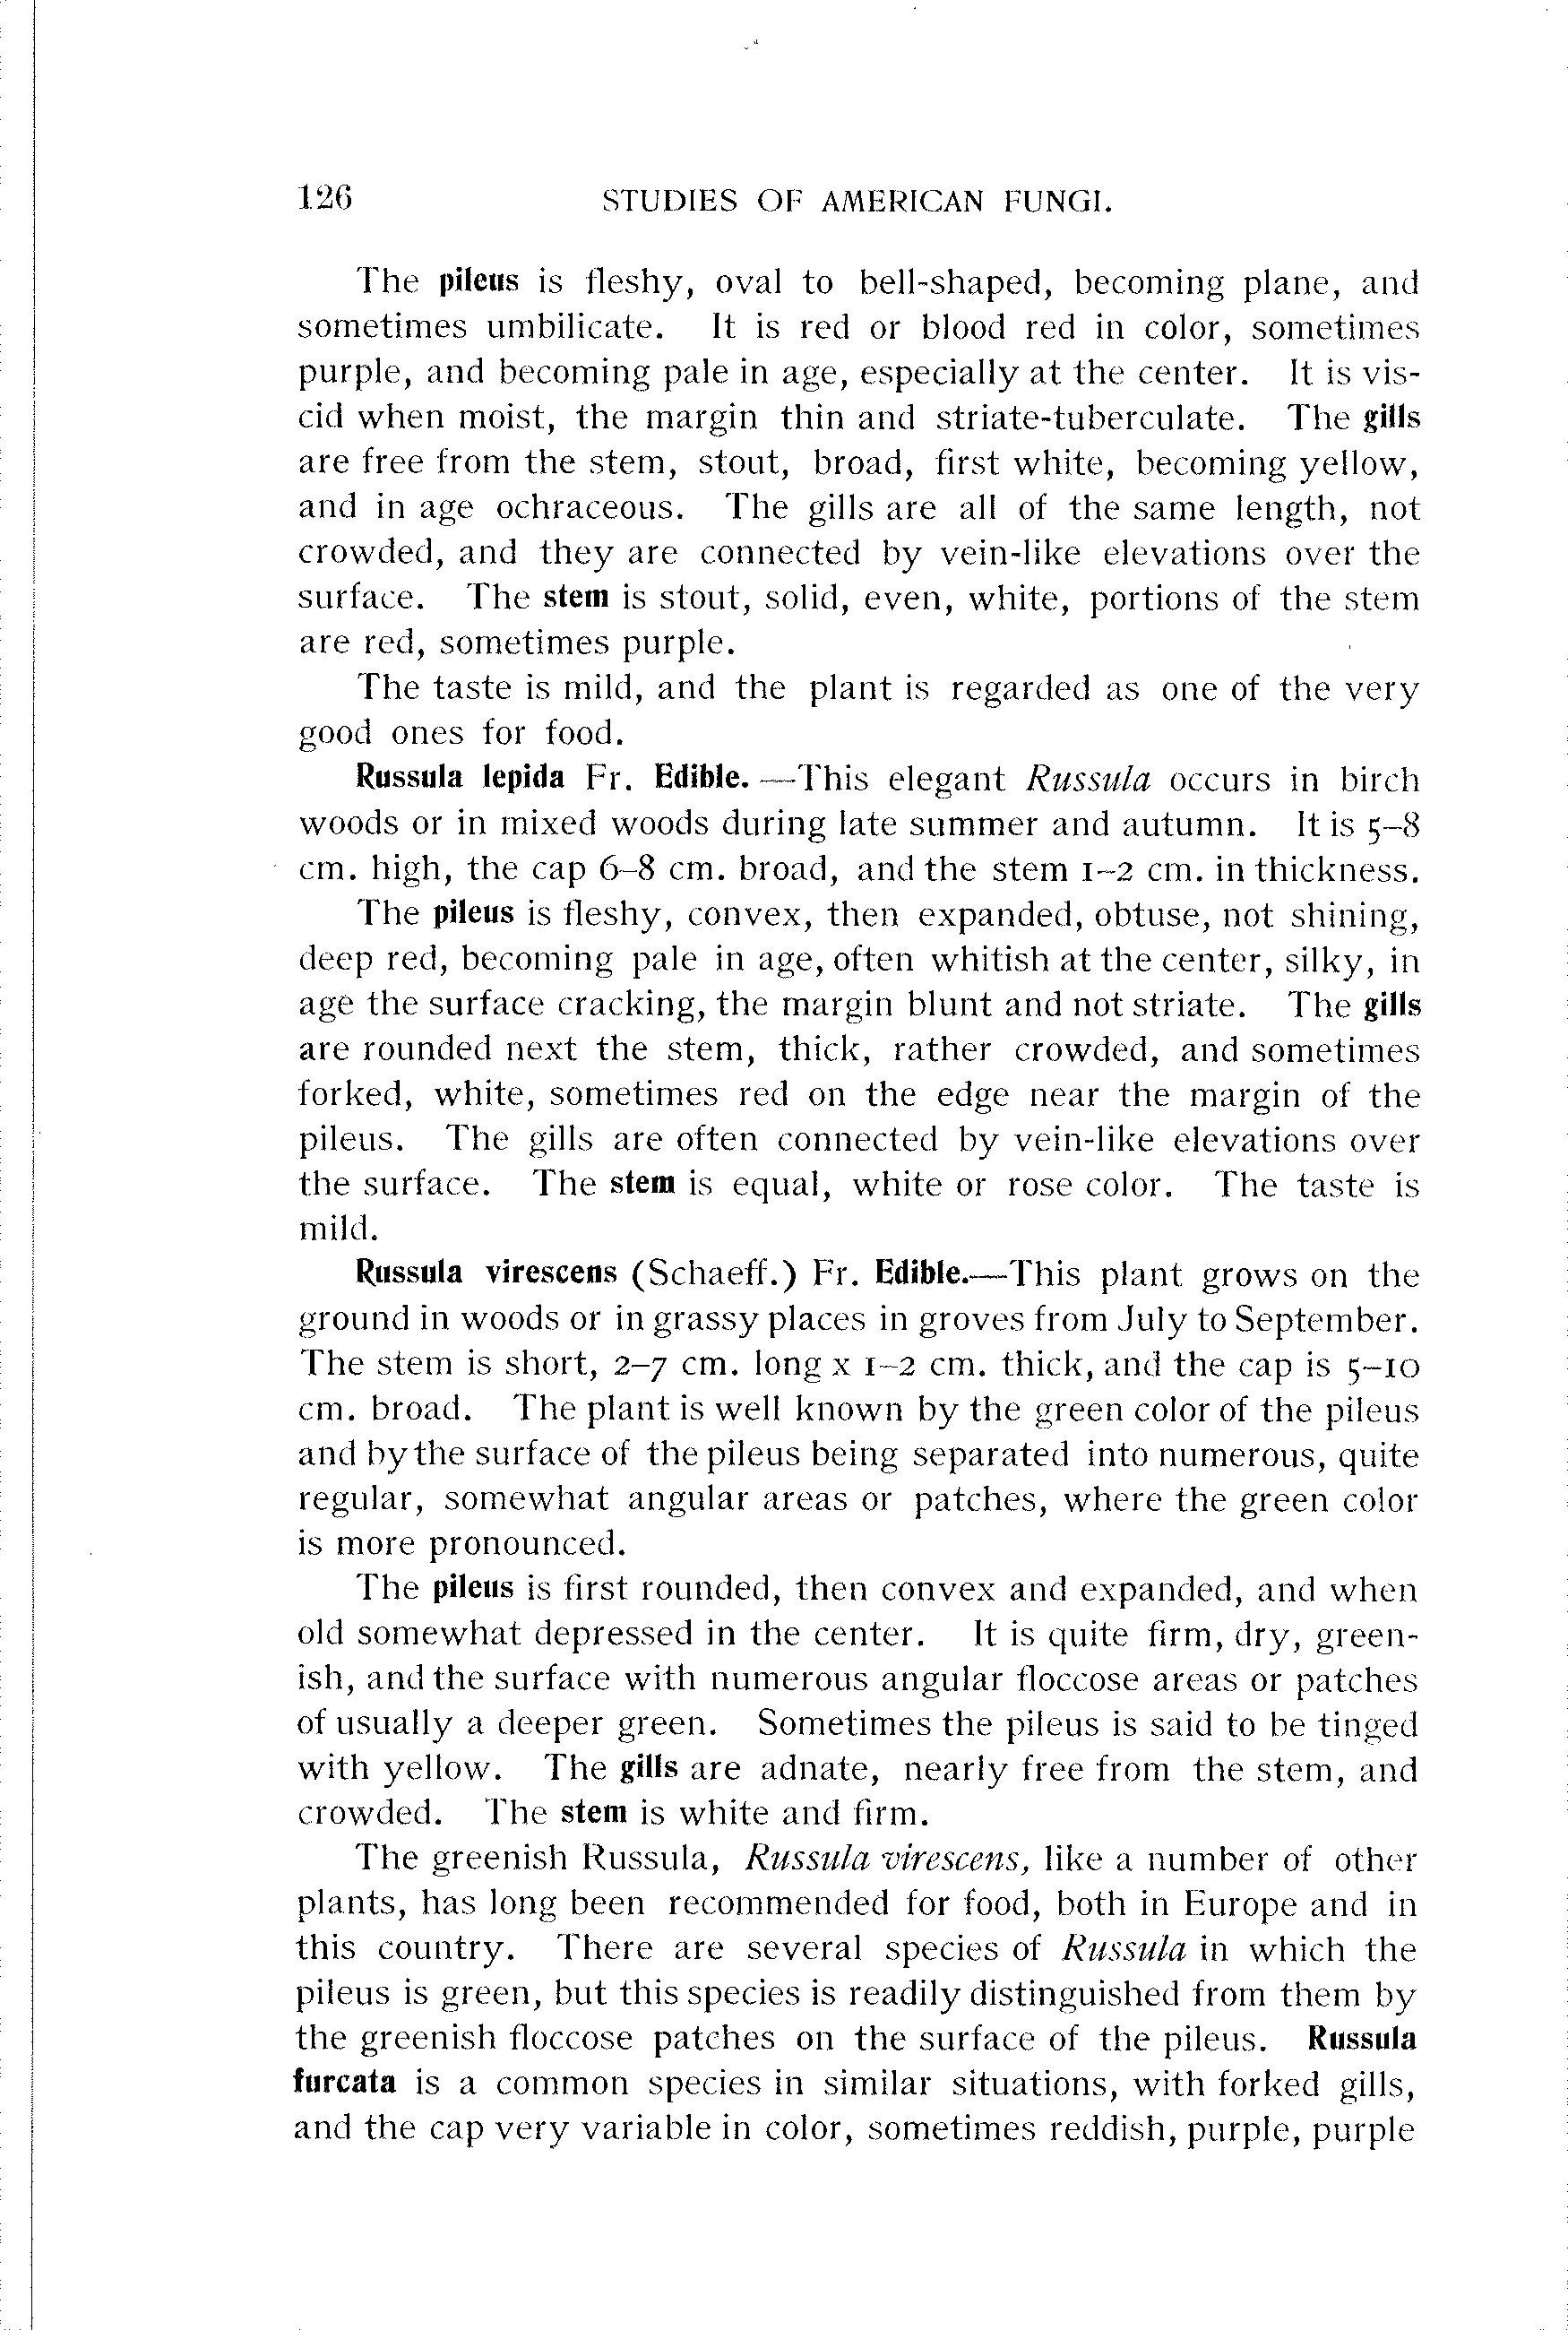 126 STUDIES OF AMERICAN FUNGI.
The pileus is fleshy, oval to bell-shaped, becoming plane, and
sometimes umbilicate. It is red or blood red in color, sometimes
purple, and becoming pale in age, especially at the center. It is vis-
cid when moist, the margin thin and striate-tuberculate. The gills
are free from the stem, stout, broad, first white, becoming yellow,
and in age ochraceous. The gills are all of the same length, not
crowded, and they are connected by vein-like elevations over the
surface. The stem is stout, solid, even, white, portions of the stem
are red, sometimes purple.
The taste is mild, and the plant is regarded as one of the very
good ones for food.
Russula lepida Fr. Edible. —This elegant Russula occurs in birch
woods or in mixed woods during late summer and autumn. It is 5–8
cm. high, the cap 6–8 cm. broad, and the stem 1–2 cm. in thickness.
The pileus is fleshy, convex, then expanded, obtuse, not shining,
deep red, becoming pale in age, often whitish at the center, silky, in
age the surface cracking, the margin blunt and not striate. The gills
are rounded next the stem, thick, rather crowded, and sometimes
forked, white, sometimes red on the edge near the margin of the
pileus. The gills are often connected by vein-like elevations over
the surface. The stem is equal, white or rose color. The taste is
mild.
Russula virescens (Schaeff.) Fr. Edible.—This plant grows on the
ground in woods or in grassy places in groves from July to September.
The stem is short, 2–7 cm. long x 1–2 cm. thick, and the cap is 5–10
cm. broad. The plant is well known by the green color of the pileus
and by the surface of the pileus being separated into numerous, quite
regular, somewhat angular areas or patches, where the green color
is more pronounced.
The pileus is first rounded, then convex and expanded, and when
old somewhat depressed in the center. It is quite firm, dry, green-
ish, and the surface with numerous angular floccose areas or patches
of usually a deeper green. Sometimes the pileus is said to be tinged
with yellow. The gills are adnate, nearly free from the stem, and
crowded. The stem is white and firm.
The greenish Russula, Russula virescens, like a number of other
plants, has long been recommended for food, both in Europe and in
this country. There are several species of Russula in which the
pileus is green, but this species is readily distinguished from them by
the greenish floccose patches on the surface of the pileus. Russula
furcata is a common species in similar situations, with forked gills,
and the cap very variable in color, sometimes reddish, purple, purple